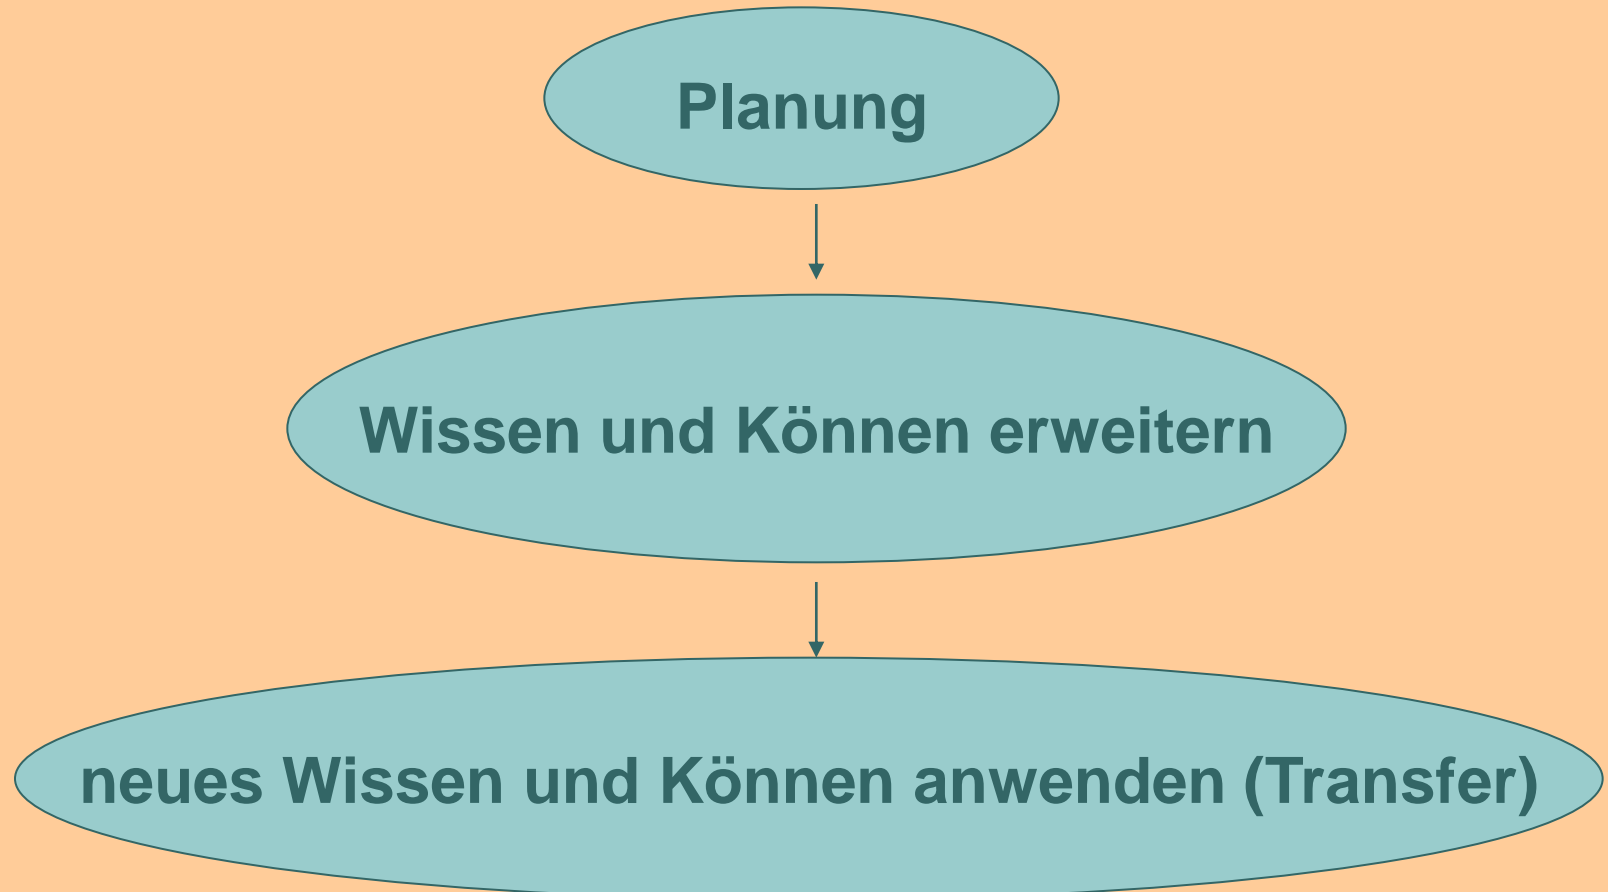 Planung
Wissen und Können erweitern
neues Wissen und Können anwenden (Transfer)